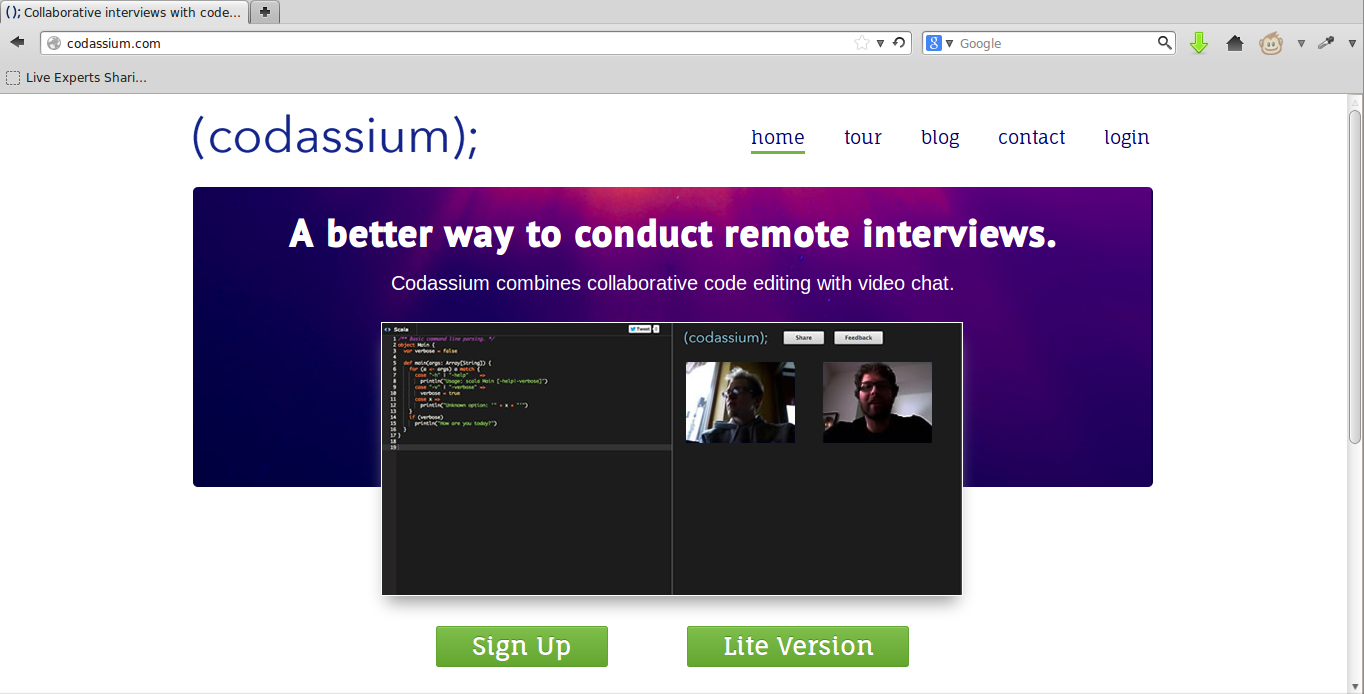 (); Collaborative interviews with code...
codassium.com
Google
Live Experts Shari...
(codassium);
home tour blog contact login
A better way to conduct remote interviews.
Codassium combines collaborative code editing with video chat.
<> Scala
Tweet
(codassium);
Share
Feedback
1 /** Basic command line parsing. */
2 object Main {
3 var verbose = false
4
5 def main(args: Array[String]) {
6 for (a <- args) a match {
7 case "-h" | "-help" =>
8 println("Usage: scala Main [-help|-verbose]")
9 case "-v" | "-verbose" =>
10 verbose = true
11 case x =>
12 println("Unknown option: '" + x + "'")
13 }
14 if (verbose)
15 println("How are you today?")
16 }
17 }
18
19
Sign Up
Lite Version